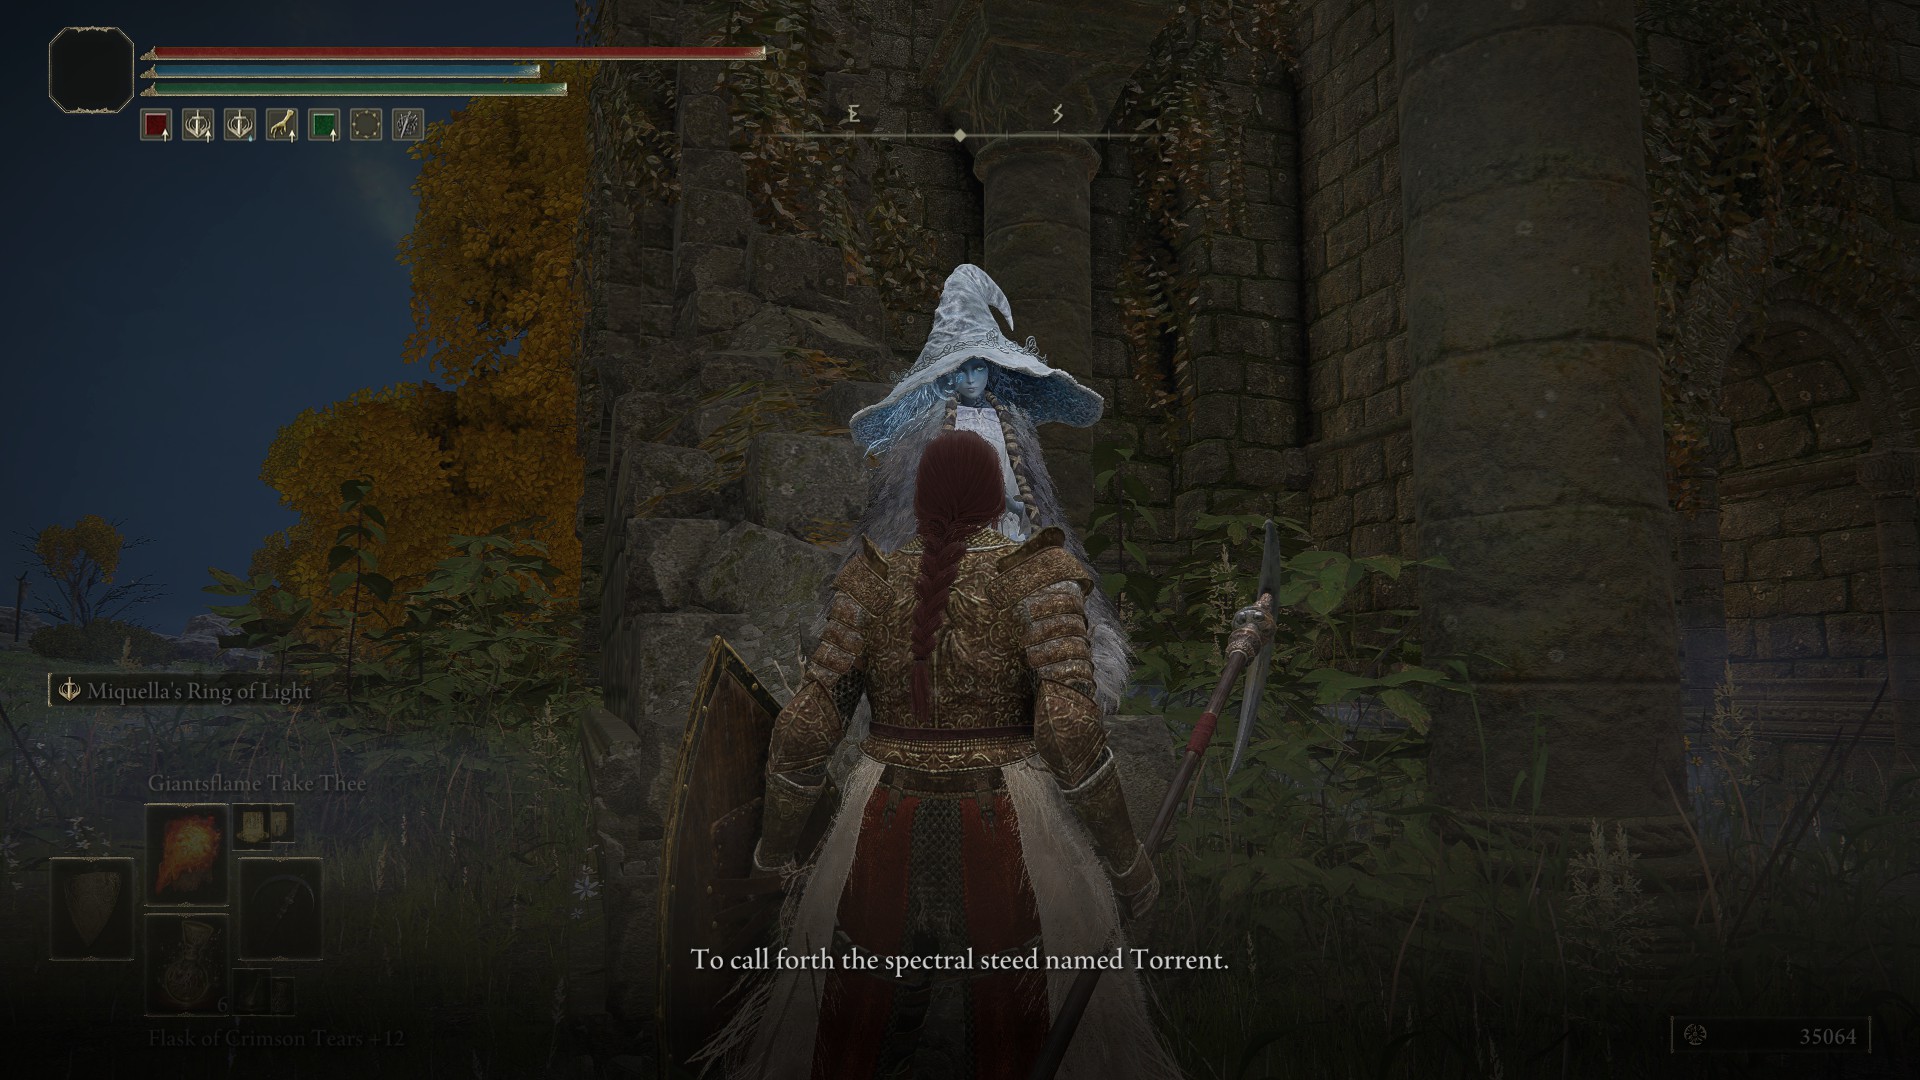 E
S
Miquella's Ring of Light
Giantsflame Take Thee
To call forth the spectral steed named Torrent.
6
Flask of Crimson Tears +12
35064